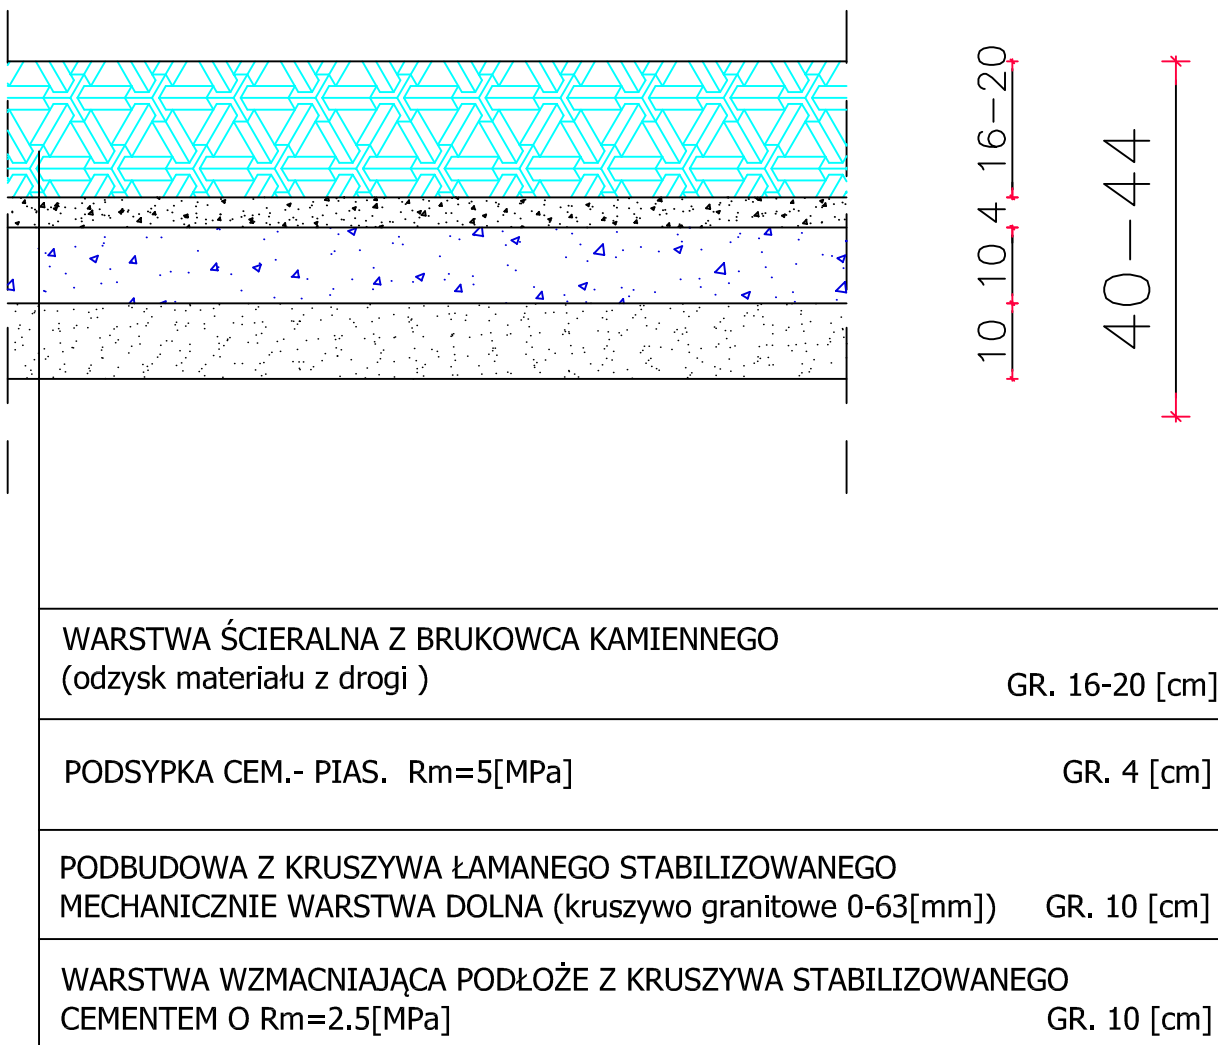 16-20
4
10
10
40-44
WARSTWA ŚCIERALNA Z BRUKOWCA KAMIENNEGO
(odzysk materiału z drogi )
GR. 16-20 [cm]
PODSYPKA CEM.- PIAS. Rm=5[MPa]
GR. 4 [cm]
PODBUDOWA Z KRUSZYWA ŁAMANEGO STABILIZOWANEGO
MECHANICZNIE WARSTWA DOLNA (kruszywo granitowe 0-63[mm]) GR. 10 [cm]
WARSTWA WZMACNIAJĄCA PODŁOŻE Z KRUSZYWA STABILIZOWANEGO
CEMENTEM O Rm=2.5[MPa] GR. 10 [cm]